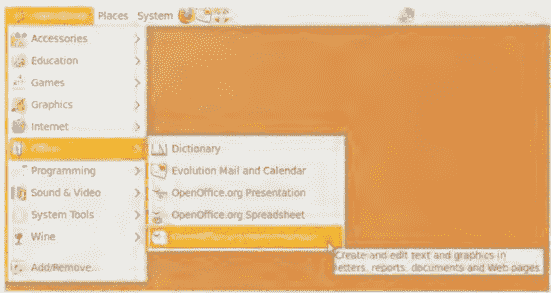 Places System
Accessories
Education
Games
Graphics
Internet
Office
Programming
Sound & Video
System Tools
Wine
Add/Remove...
Dictionary
Evolution Mail and Calendar
OpenOffice.org Presentation
OpenOffice.org Spreadsheet
Create and edit text and graphics in
letters, reports, documents and Web pages.